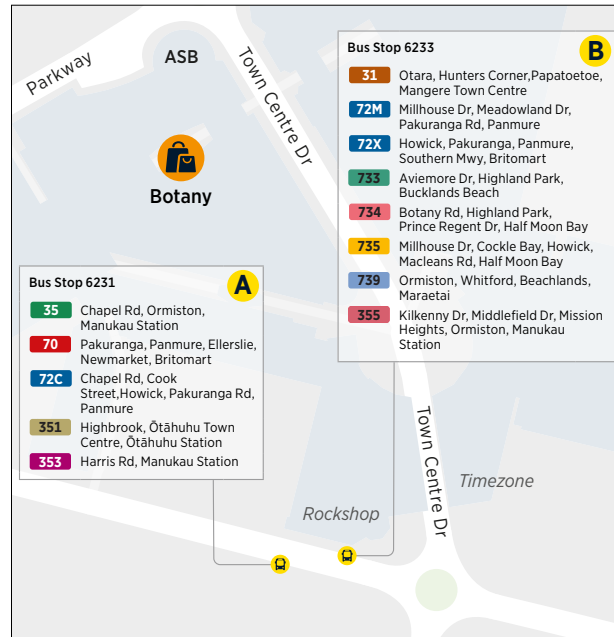 Parkway
ASB
Town Centre Dr
Botany
Bus Stop 6233
B
31 Otara, Hunters Corner,Papatoetoe,
Mangere Town Centre
72M Millhouse Dr, Meadowland Dr,
Pakuranga Rd, Panmure
72X Howick, Pakuranga, Panmure,
Southern Mwy, Britomart
733 Aviemore Dr, Highland Park,
Bucklands Beach
734 Botany Rd, Highland Park,
Prince Regent Dr, Half Moon Bay
735 Millhouse Dr, Cockle Bay, Howick,
Macleans Rd, Half Moon Bay
739 Ormiston, Whitford, Beachlands,
Maraetai
355 Kilkenny Dr, Middlefield Dr, Mission
Heights, Ormiston, Manukau
Station
Bus Stop 6231
A
35 Chapel Rd, Ormiston,
Manukau Station
70 Pakuranga, Panmure, Ellerslie,
Newmarket, Britomart
72C Chapel Rd, Cook
Street,Howick, Pakuranga Rd,
Panmure
351 Highbrook, Ōtāhuhu Town
Centre, Ōtāhuhu Station
353 Harris Rd, Manukau Station
Town Centre Dr
Timezone
Rockshop